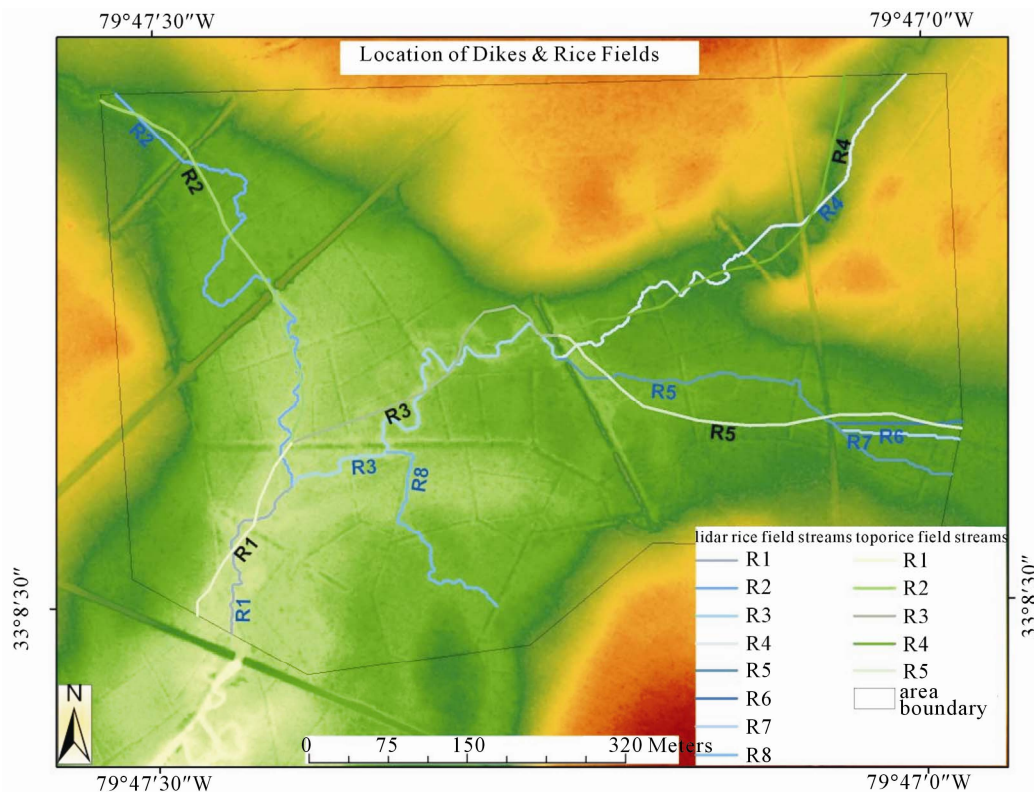 79°47'30"W
79°47'0"W
Location of Dikes & Rice Fields
R2
R2
R4
R4
R5
R3
R5
R7 R6
R3
R8
R1
R1
lidar rice field streams toporice field streams
R1 R1
R2 R2
R3 R3
R4 R4
R5 R5
R6 area
boundary
R7
R8
33°8'30"
33°8'30"
N
0 75 150 320 Meters
79°47'30"W
79°47'0"W